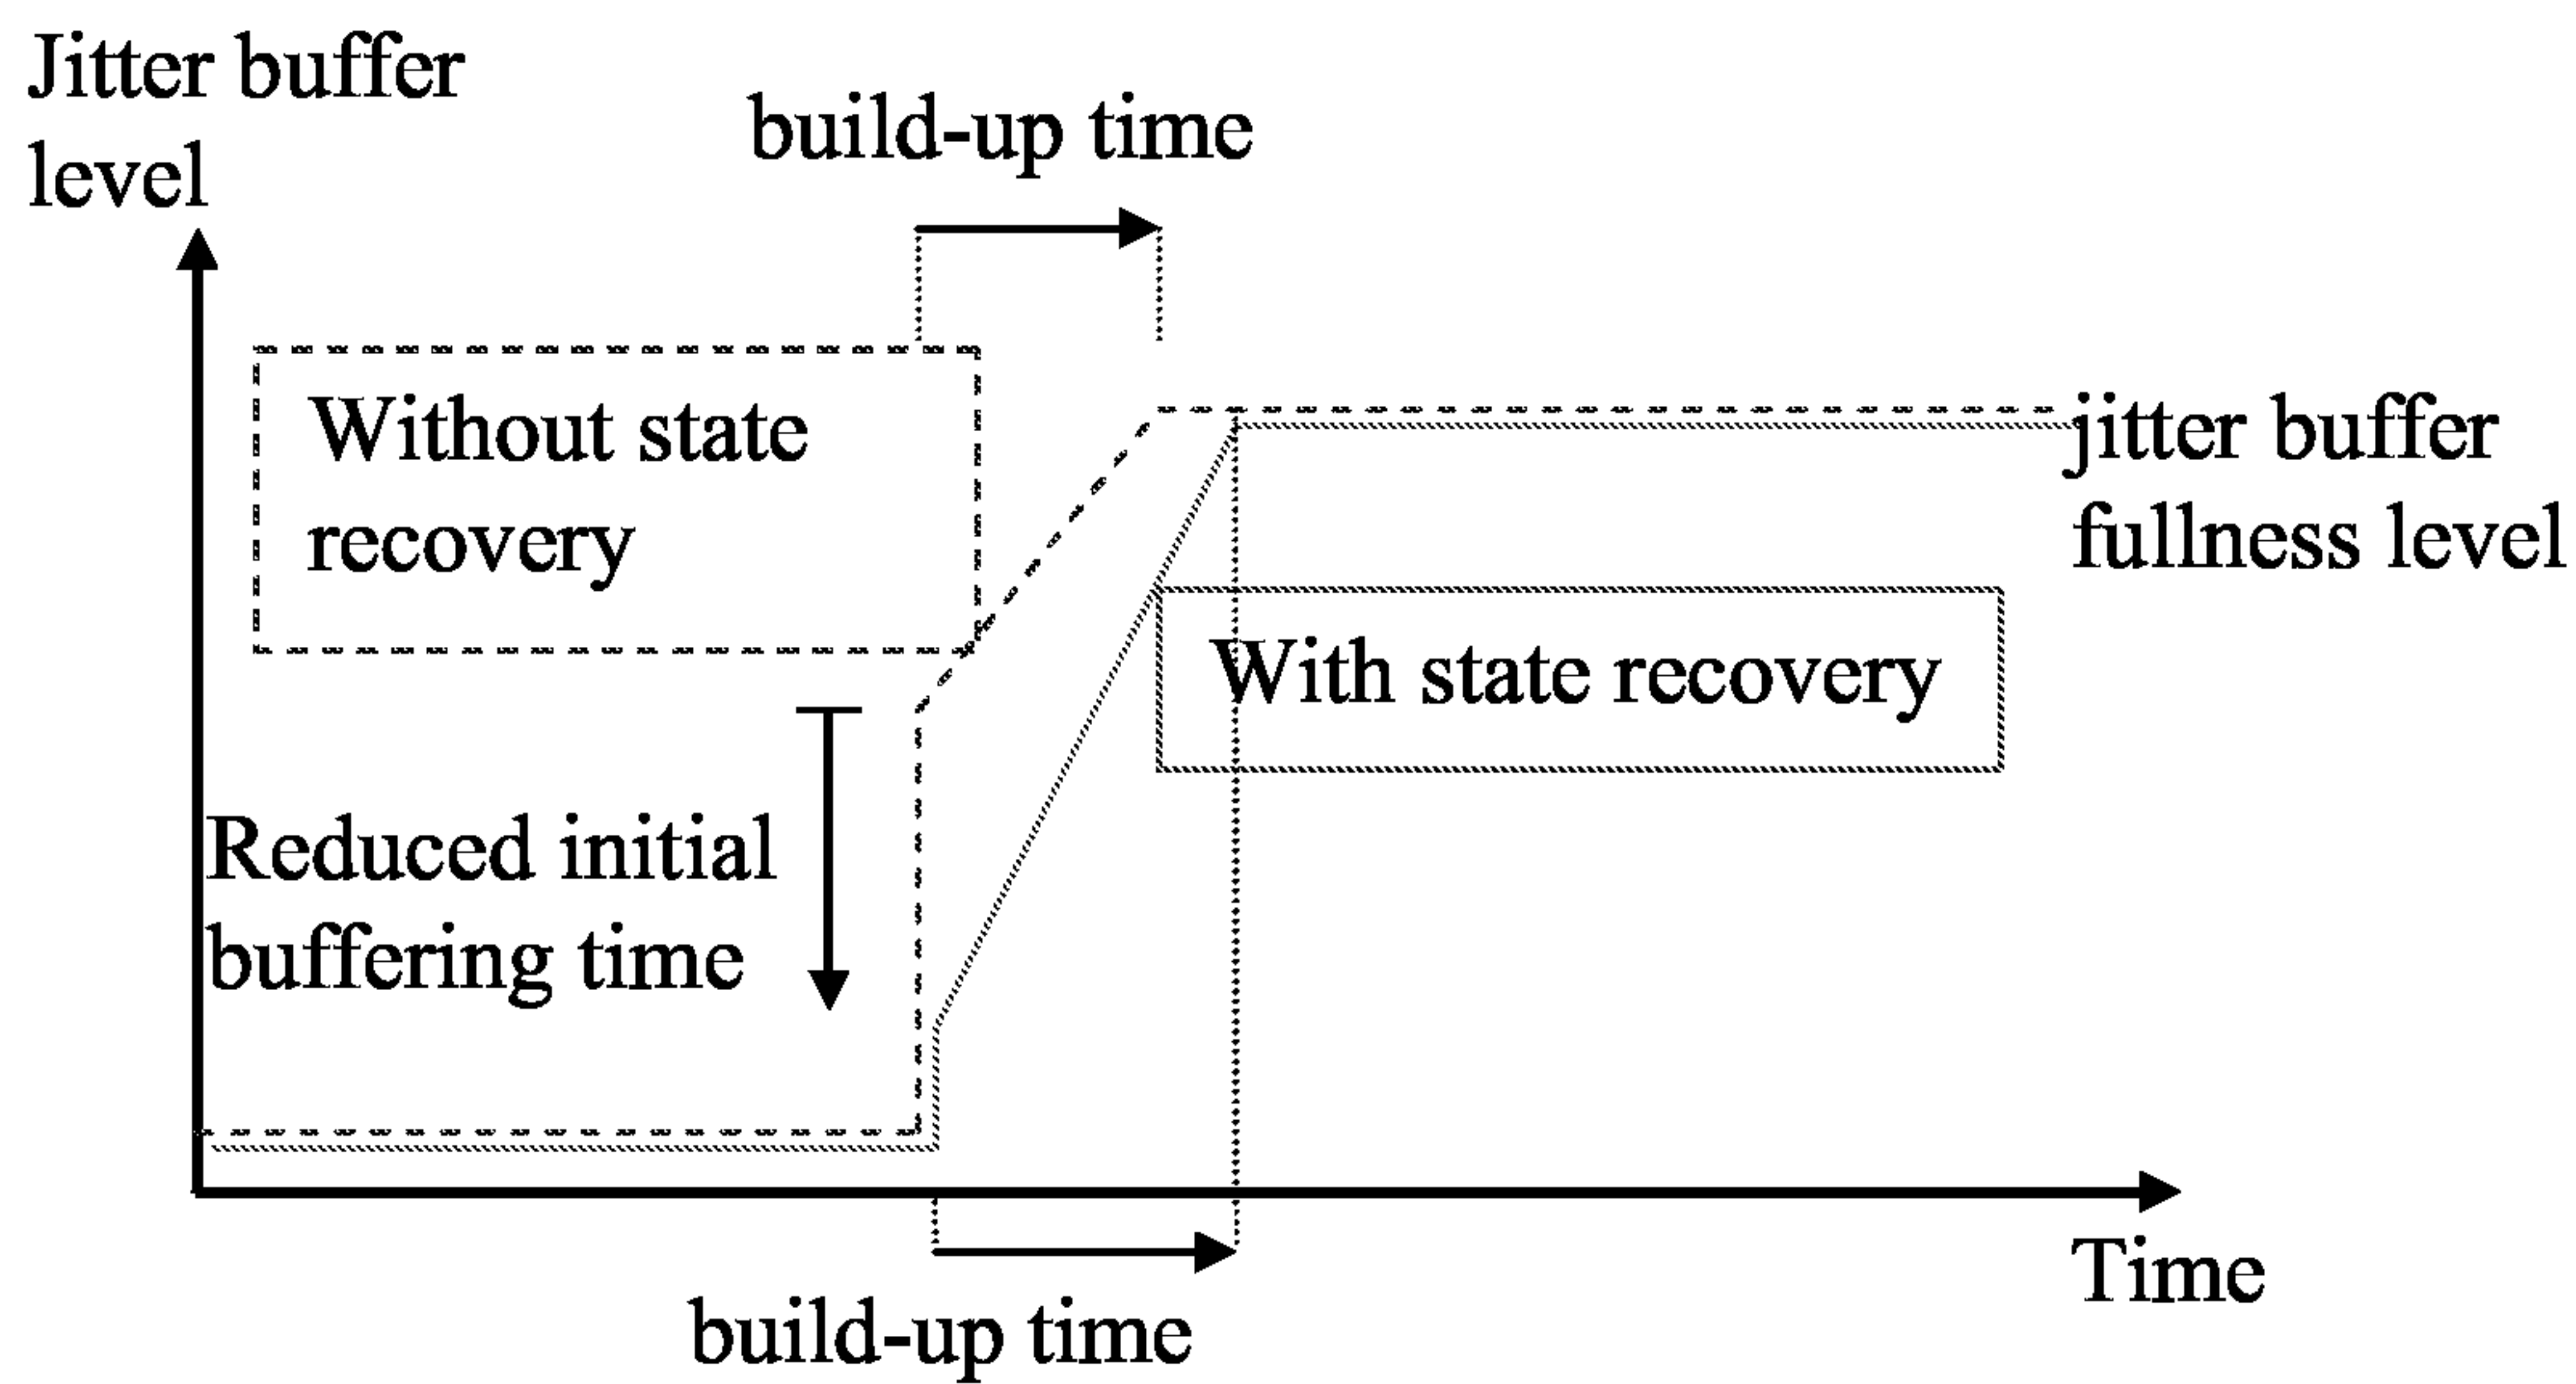 Jitter buffer
level
build-up time
Without state
recovery
jitter buffer
fullness level
With state recovery
Reduced initial
buffering time
Time
build-up time